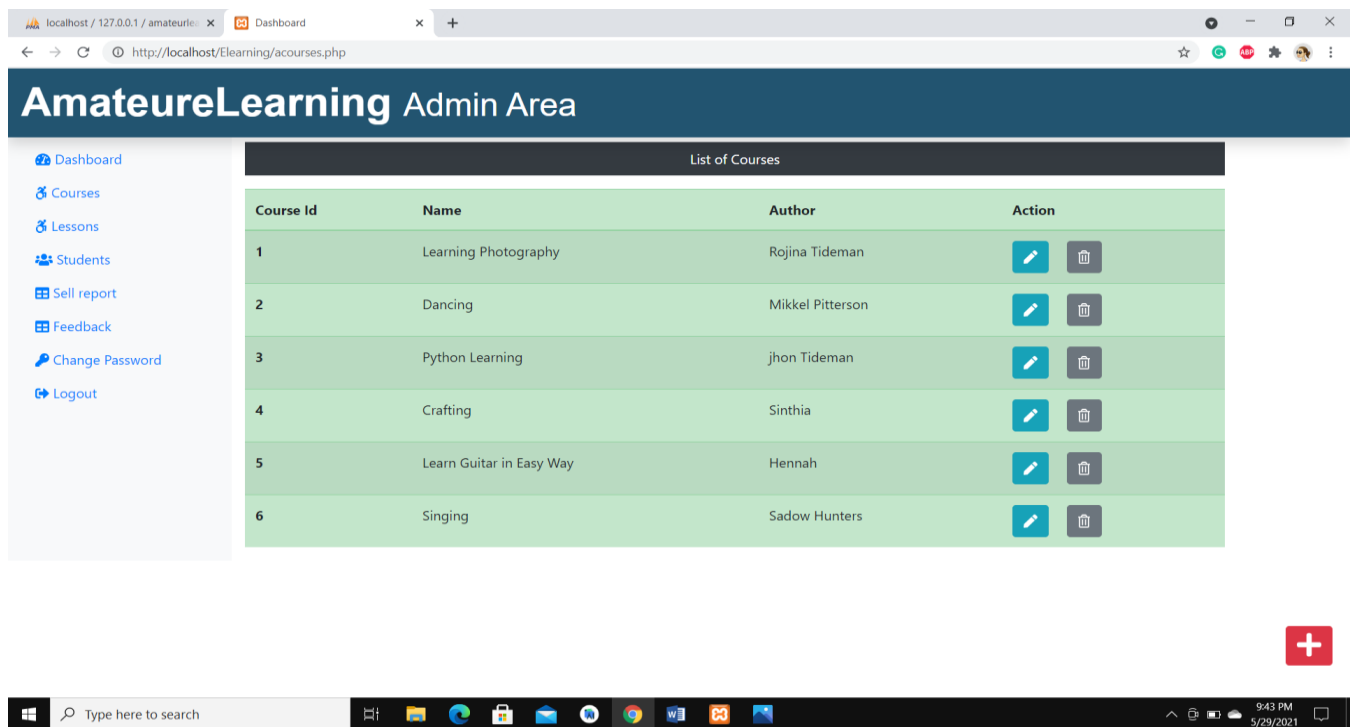 localhost / 127.0.0.1 / amateurlea
Dashboard
http://localhost/Elearning/acourses.php
ABP
AmateureLearning Admin Area
Dashboard
Courses
Lessons
Students
Sell report
Feedback
Change Password
Logout
List of Courses
Course Id Name Author Action
1 Learning Photography Rojina Tideman
2 Dancing Mikkel Pitterson
3 Python Learning jhon Tideman
4 Crafting Sinthia
5 Learn Guitar in Easy Way Hennah
6 Singing Sadow Hunters
Type here to search
9:43 PM
5/29/2021